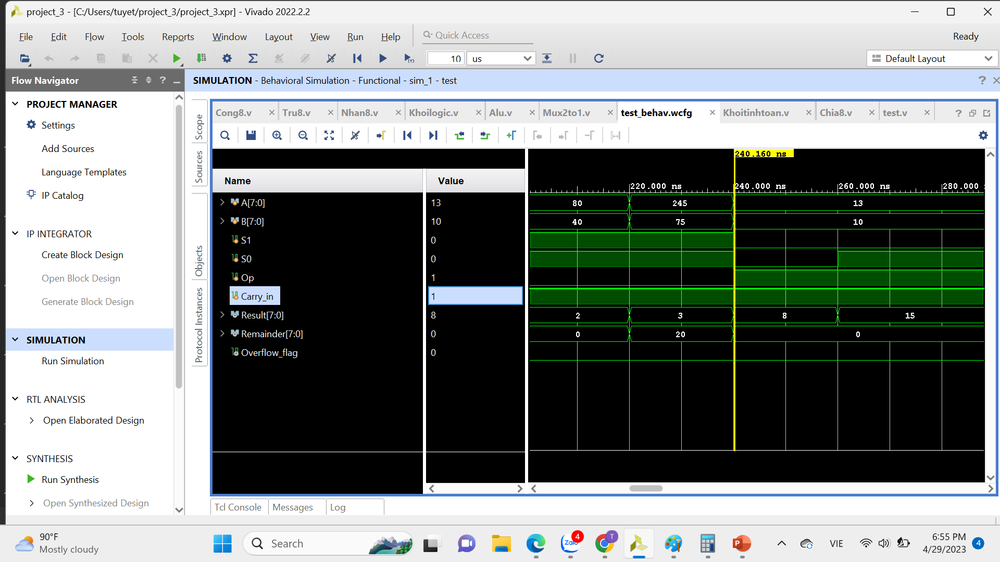 project_3 - [C:/Users/tuyet/project_3/project_3.xpr] - Vivado 2022.2.2
File Edit Flow Tools Reports Window Layout View Run Help Quick Access Ready
10 us Default Layout
Flow Navigator
SIMULATION - Behavioral Simulation - Functional - sim_1 - test
PROJECT MANAGER
Settings
Add Sources
Language Templates
IP Catalog
IP INTEGRATOR
Create Block Design
Open Block Design
Generate Block Design
SIMULATION
Run Simulation
RTL ANALYSIS
Open Elaborated Design
SYNTHESIS
Run Synthesis
Open Synthesized Design
Scope
Sources
Objects
Protocol Instances
Cong8.v Tru8.v Nhan8.v Khoilogic.v Alu.v Mux2to1.v test_behav.wcfg Khoitinhtoan.v Chia8.v test.v
240.160 ns
Name Value
220.000 ns 240.000 ns 260.000 ns 280.000
A[7:0] 13 80 245 13
B[7:0] 10 40 75 10
S1 0
S0 0
Op 1
Carry_in 1
Result[7:0] 8 2 3 8 15
Remainder[7:0] 0 0 20 0
Overflow_flag 0
Tcl Console Messages Log
90°F
Mostly cloudy
Search
Zalo 4
T
P
VIE
6:55 PM
4/29/2023
4